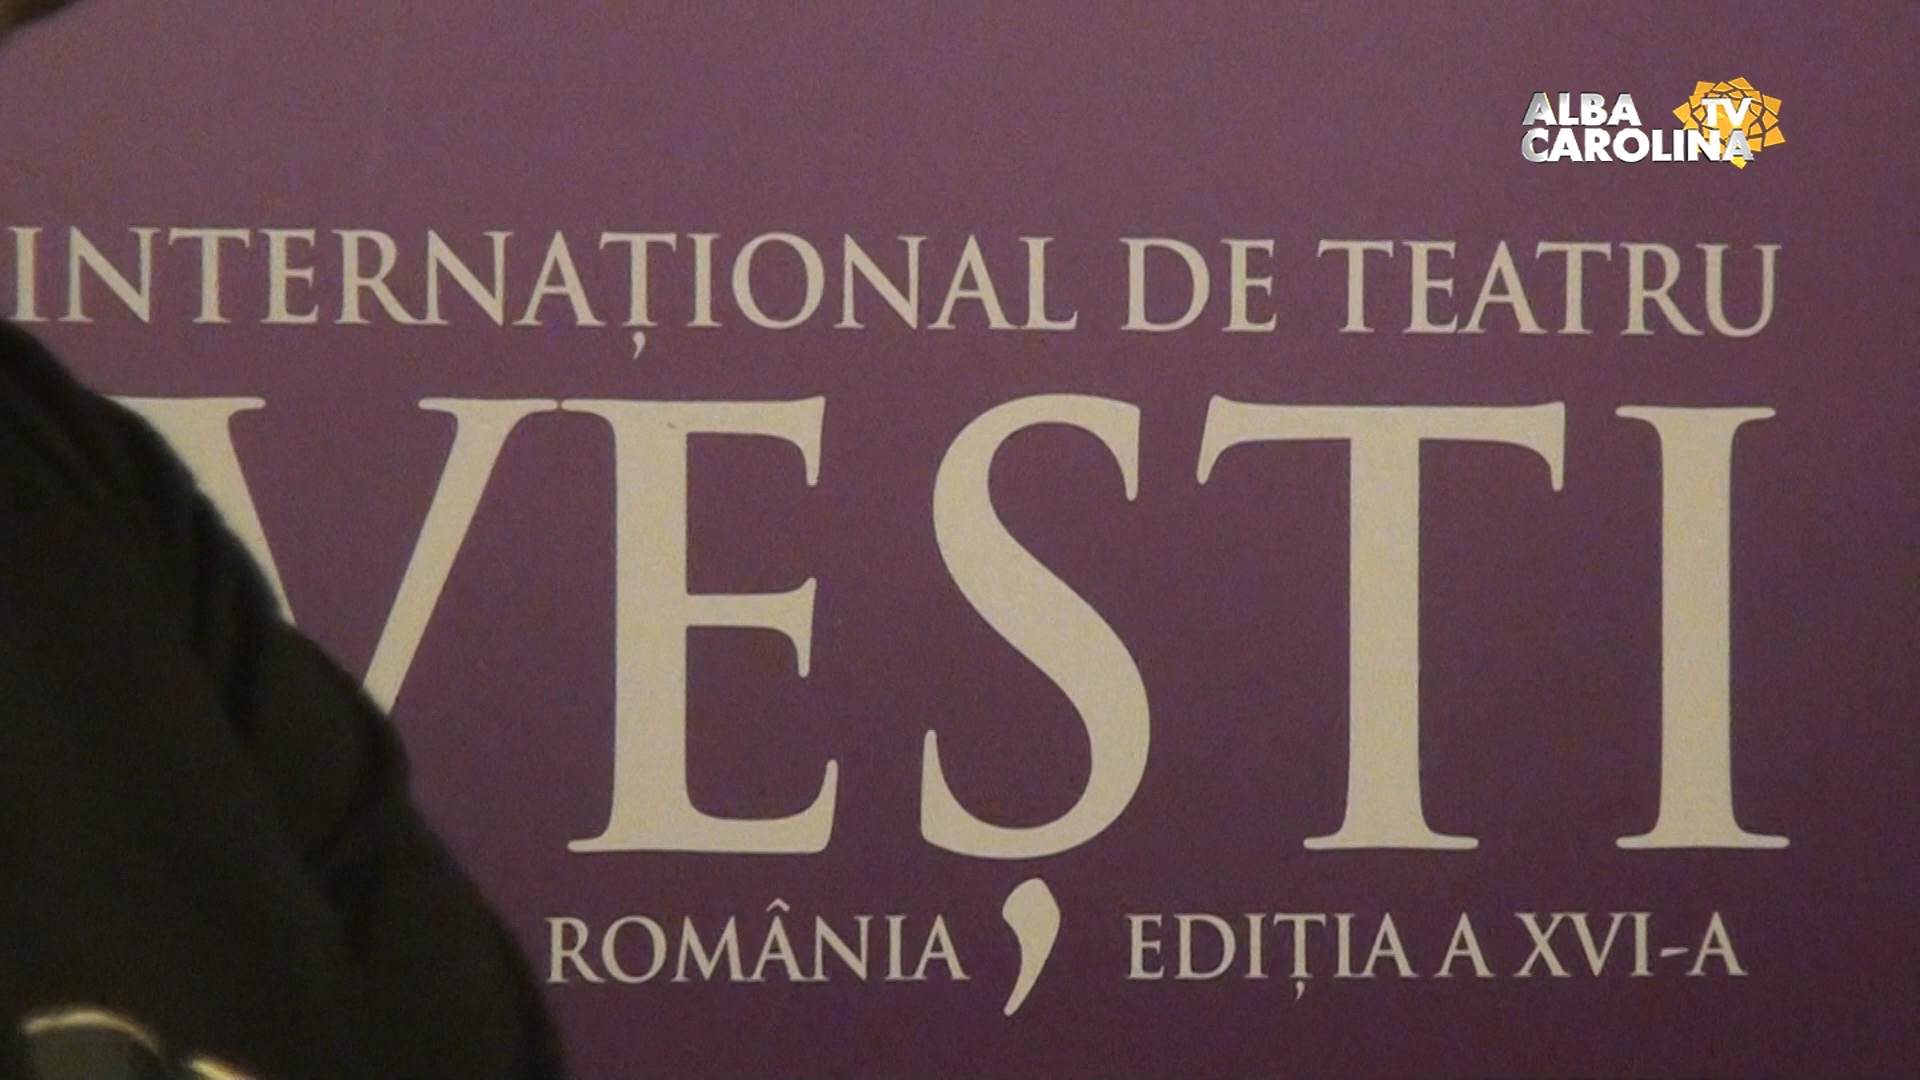 ALBA TV
CAROLINA
INTERNAȚIONAL DE TEATRU
VEȘTI
ROMÂNIA, EDIȚIA A XVI-A